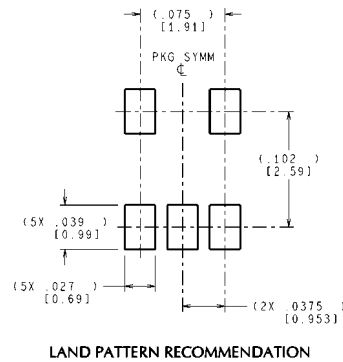 (.075 )
[1.91]
PKG SYMM
℄
(.102 )
[2.59]
(5X .039 )
[0.99]
(5X .027 )
[0.69]
(2X .0375 )
[0.953]
LAND PATTERN RECOMMENDATION